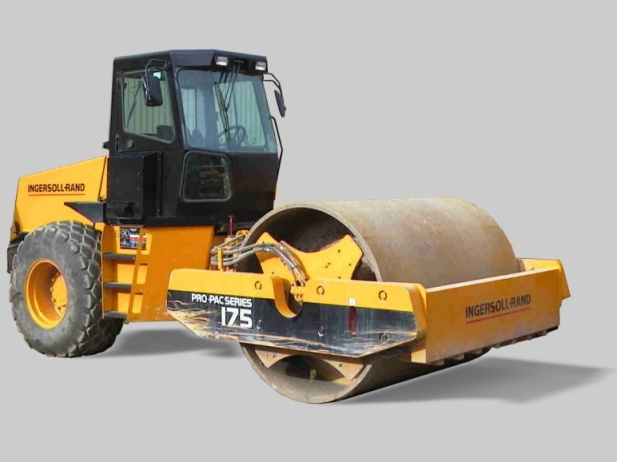 INGERSOLL-RAND
PRO-PAC SERIES
175
INGERSOLL-RAND